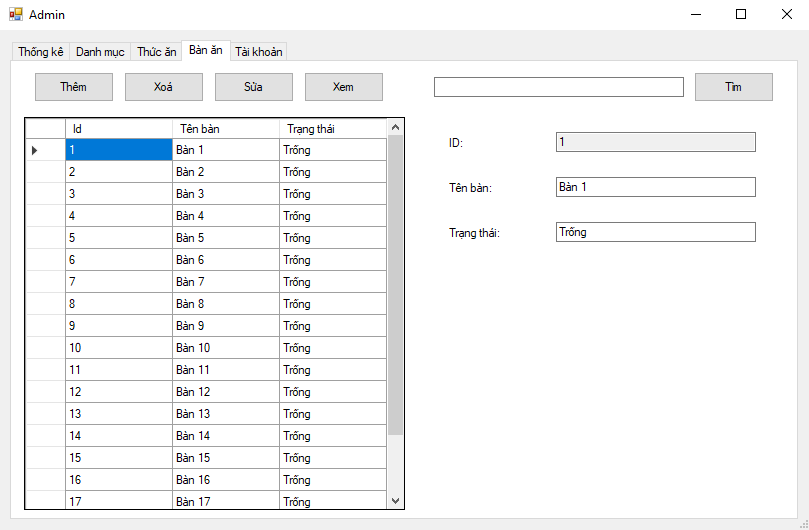 Admin
Thống kê Danh mục Thức ăn Bàn ăn Tài khoản
Thêm Xoá Sửa Xem Tìm
Id Tên bàn Trạng thái
1 Bàn 1 Trống
2 Bàn 2 Trống
3 Bàn 3 Trống
4 Bàn 4 Trống
5 Bàn 5 Trống
6 Bàn 6 Trống
7 Bàn 7 Trống
8 Bàn 8 Trống
9 Bàn 9 Trống
10 Bàn 10 Trống
11 Bàn 11 Trống
12 Bàn 12 Trống
13 Bàn 13 Trống
14 Bàn 14 Trống
15 Bàn 15 Trống
16 Bàn 16 Trống
17 Bàn 17 Trống
ID: 1
Tên bàn: Bàn 1
Trạng thái: Trống